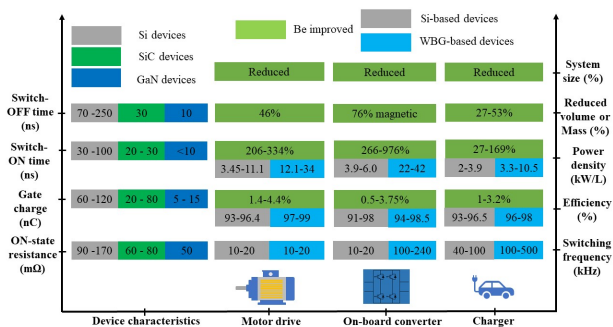 Si devices
SiC devices
GaN devices
Be improved
Si-based devices
WBG-based devices
System
size (%)
Reduced
Reduced
Reduced
Switch-
OFF time
(ns)
70 -250
30
10
46%
76% magnetic
27-53%
Reduced
volume or
Mass (%)
Switch-
ON time
(ns)
30 -100
20 - 30
<10
206-334%
3.45-11.1
12.1-34
266-976%
3.9-6.0
22-42
27-169%
2-3.9
3.3-10.5
Power
density
(kW/L)
Gate
charge
(nC)
60 -120
20 - 80
5 - 15
1.4-4.4%
93-96.4
97-99
0.5-3.75%
91-98
94-98.5
1-3.2%
93-96.5
96-98
Efficiency
(%)
ON-state
resistance
(mΩ)
90 -170
60 - 80
50
10-20
10-20
10-20
100-240
40-100
100-500
Switching
frequency
(kHz)
Device characteristics
Motor drive
On-board converter
Charger